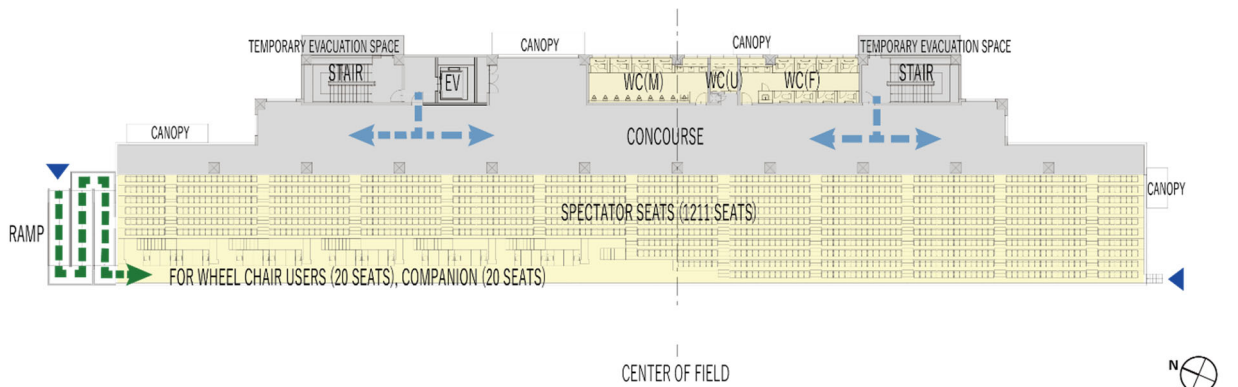 CANOPY
CANOPY
TEMPORARY EVACUATION SPACE
TEMPORARY EVACUATION SPACE
STAIR
EV
WC(M)
WC(U)
WC(F)
STAIR
CANOPY
CONCOURSE
CANOPY
SPECTATOR SEATS (1211 SEATS)
RAMP
FOR WHEEL CHAIR USERS (20 SEATS), COMPANION (20 SEATS)
CENTER OF FIELD
N